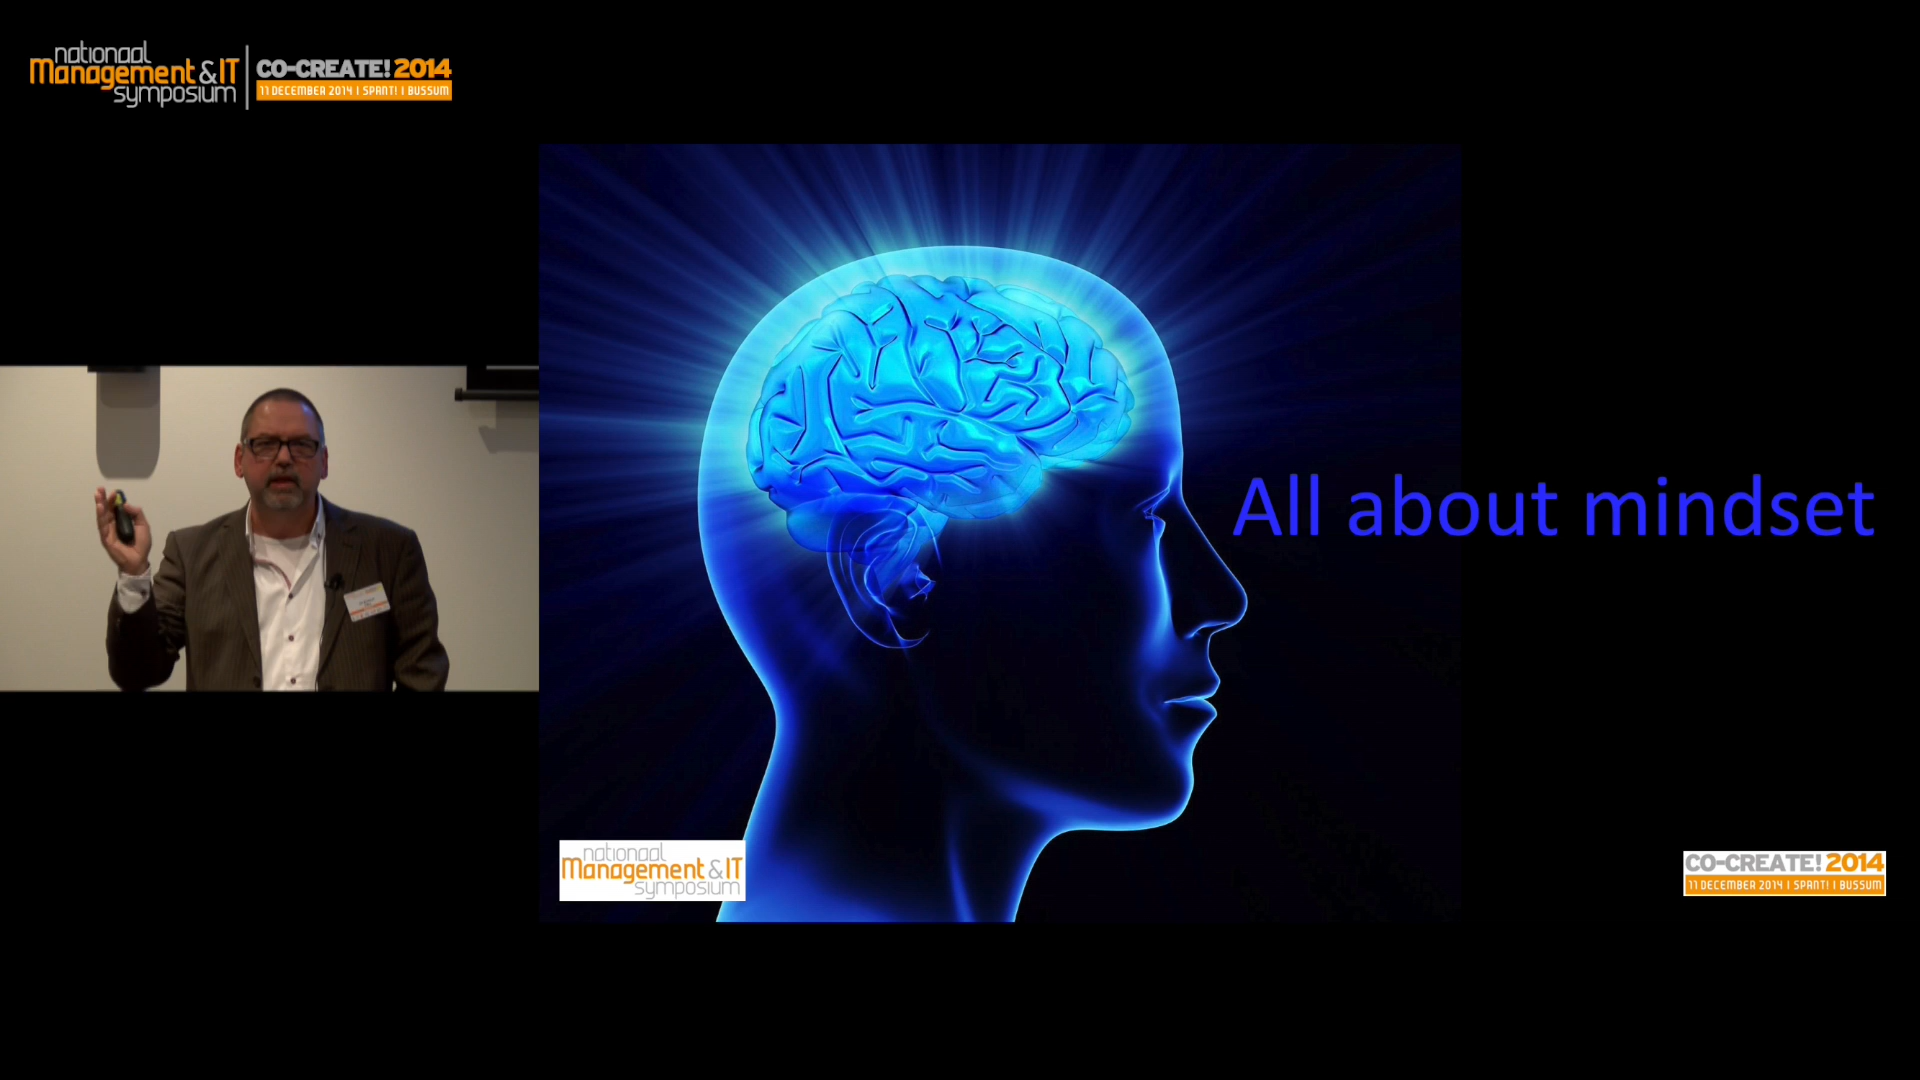 nationaal
Management & IT
symposium
CO-CREATE! 2014
11 DECEMBER 2014 | SPANT! | BUSSUM
All about mindset
nationaal
Management & IT
symposium
CO-CREATE! 2014
11 DECEMBER 2014 | SPANT! | BUSSUM